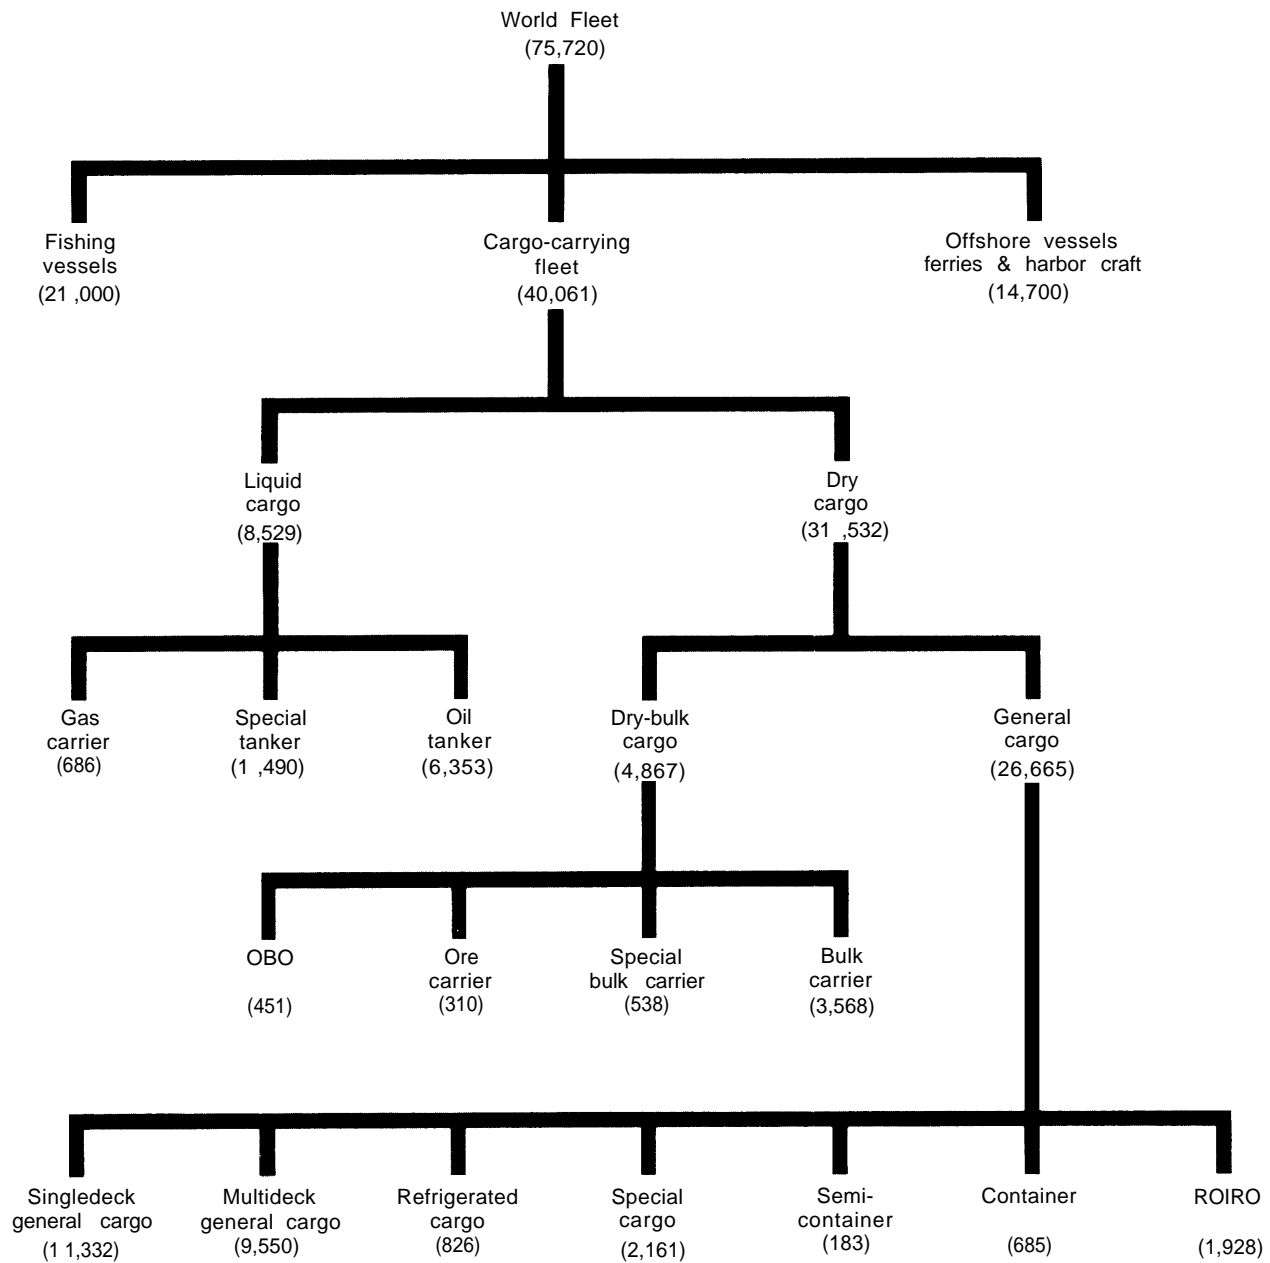 World Fleet
(75,720)
Fishing
vessels
(21 ,000)
Cargo-carrying
fleet
(40,061)
Offshore vessels
ferries & harbor craft
(14,700)
Liquid
cargo
(8,529)
Dry
cargo
(31 ,532)
Gas
carrier
(686)
Special
tanker
(1 ,490)
Oil
tanker
(6,353)
Dry-bulk
cargo
(4,867)
General
cargo
(26,665)
OBO
(451)
Ore
carrier
(310)
Special
bulk carrier
(538)
Bulk
carrier
(3,568)
Singledeck
general cargo
(1 1,332)
Multideck
general cargo
(9,550)
Refrigerated
cargo
(826)
Special
cargo
(2,161)
Semi-
container
(183)
Container
(685)
ROIRO
(1,928)